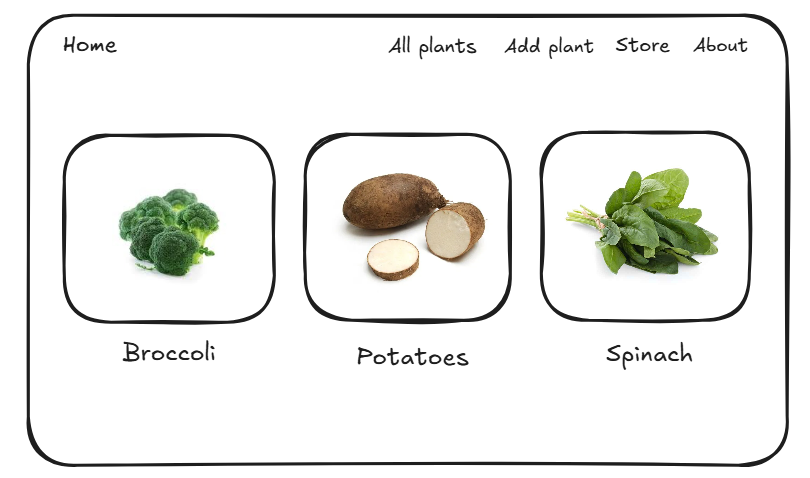 Home All plants Add plant Store About
Broccoli Potatoes Spinach